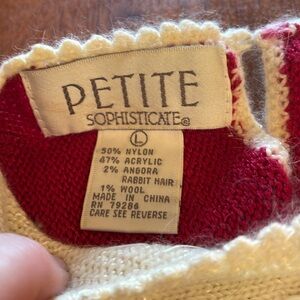 PETITE
SOPHISTICATE®
L
50% NYLON
47% ACRYLIC
2% ANGORA
RABBIT HAIR
1% WOOL
MADE IN CHINA
RN 79286
CARE SEE REVERSE